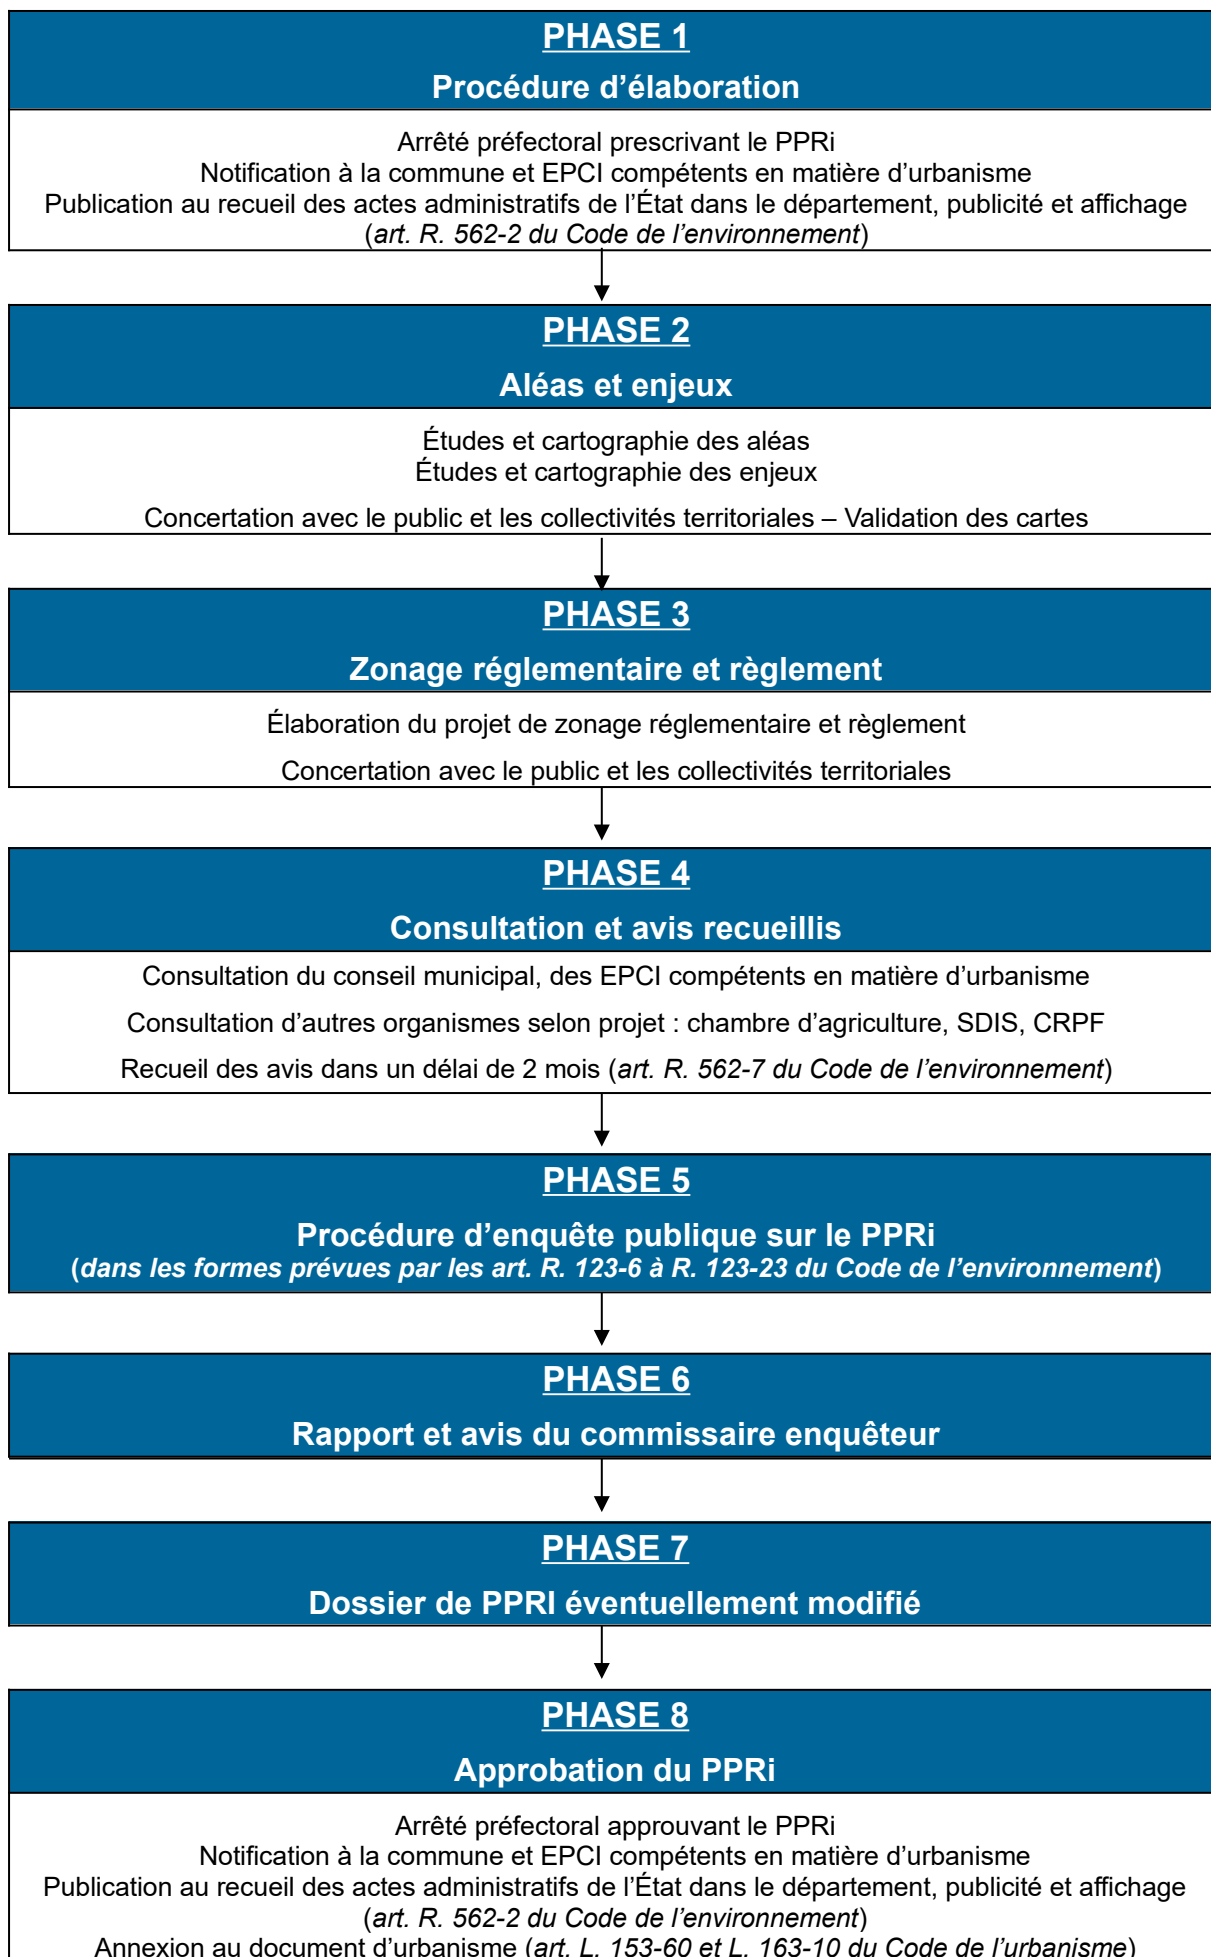 PHASE 1
Procédure d’élaboration
Arrêté préfectoral prescrivant le PPRi
Notification à la commune et EPCI compétents en matière d’urbanisme
Publication au recueil des actes administratifs de l’État dans le département, publicité et affichage
(art. R. 562-2 du Code de l’environnement)
PHASE 2
Aléas et enjeux
Études et cartographie des aléas
Études et cartographie des enjeux
Concertation avec le public et les collectivités territoriales – Validation des cartes
PHASE 3
Zonage réglementaire et règlement
Élaboration du projet de zonage réglementaire et règlement
Concertation avec le public et les collectivités territoriales
PHASE 4
Consultation et avis recueillis
Consultation du conseil municipal, des EPCI compétents en matière d’urbanisme
Consultation d’autres organismes selon projet : chambre d’agriculture, SDIS, CRPF
Recueil des avis dans un délai de 2 mois (art. R. 562-7 du Code de l’environnement)
PHASE 5
Procédure d’enquête publique sur le PPRi
(dans les formes prévues par les art. R. 123-6 à R. 123-23 du Code de l’environnement)
PHASE 6
Rapport et avis du commissaire enquêteur
PHASE 7
Dossier de PPRI éventuellement modifié
PHASE 8
Approbation du PPRi
Arrêté préfectoral approuvant le PPRi
Notification à la commune et EPCI compétents en matière d’urbanisme
Publication au recueil des actes administratifs de l’État dans le département, publicité et affichage
(art. R. 562-2 du Code de l’environnement)
Annexion au document d’urbanisme (art. L. 153-60 et L. 163-10 du Code de l’urbanisme)